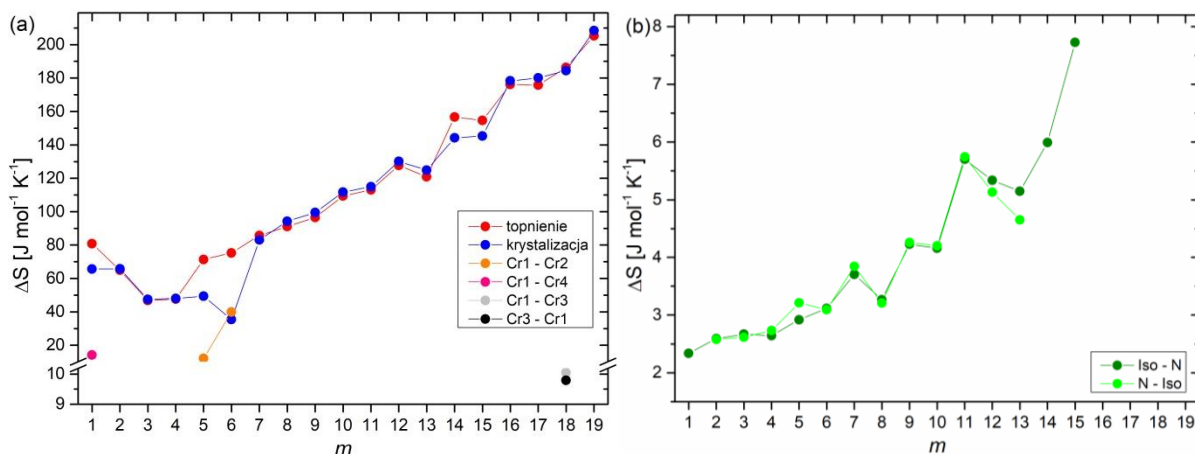 (a)
ΔS [J mol⁻¹ K⁻¹]
200
180
160
140
120
100
80
60
40
20
10
9
topnienie
krystalizacja
Cr1 - Cr2
Cr1 - Cr4
Cr1 - Cr3
Cr3 - Cr1
1 2 3 4 5 6 7 8 9 10 11 12 13 14 15 16 17 18 19
m
(b)
ΔS [J mol⁻¹ K⁻¹]
8
7
6
5
4
3
2
Iso - N
N - Iso
1 2 3 4 5 6 7 8 9 10 11 12 13 14 15 16 17 18 19
m